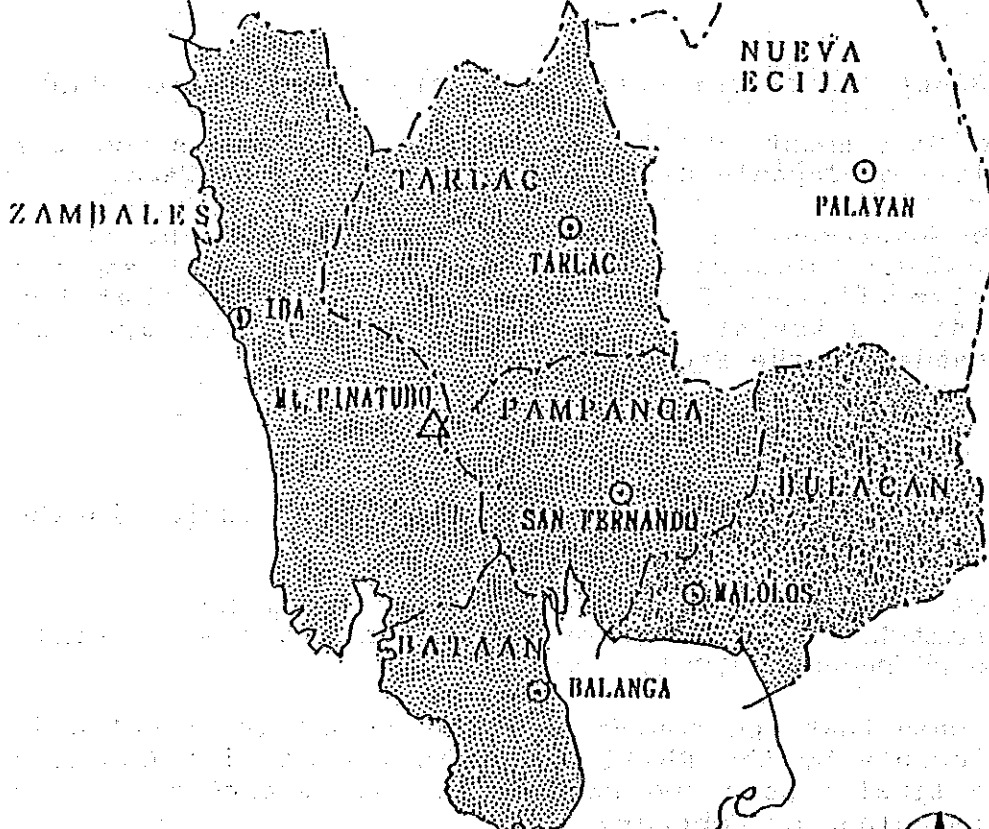 NUEVA
ECIJA
TARLAC
PALAYAN
ZAMBALES
TARLAC
IBA
MT. PINATUBO
PAMPANGA
BULACAN
SAN FERNANDO
MALOLOS
BATAAN
BALANGA